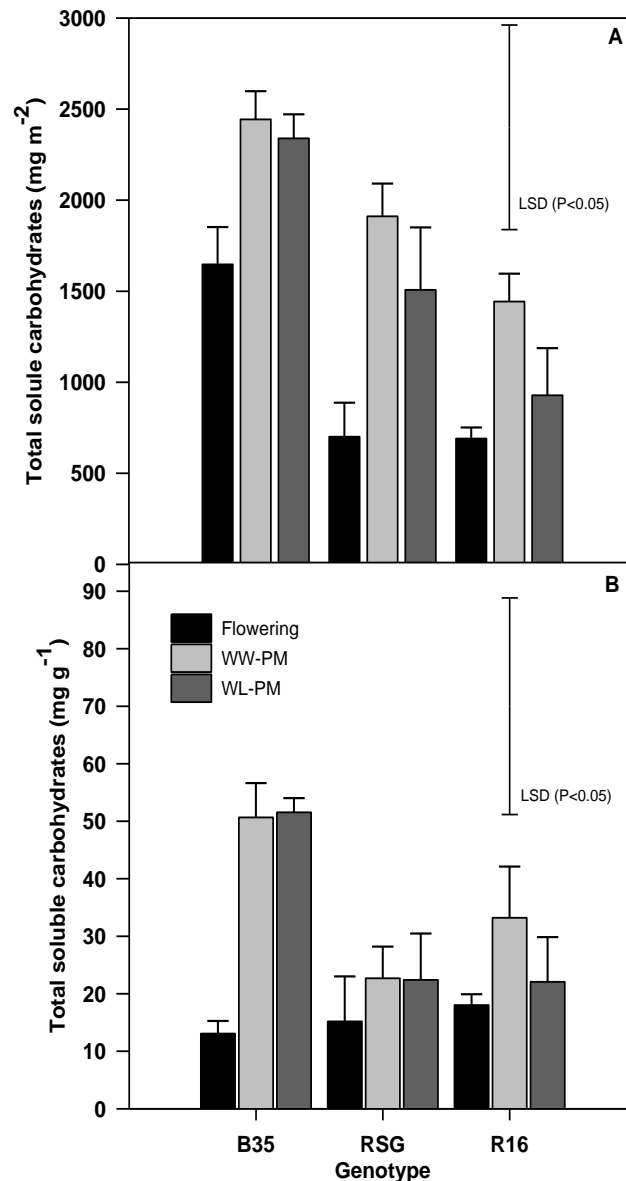 A
Total solule carbohydrates (mg m-2)
3000
2500
2000
1500
1000
500
0
LSD (P<0.05)
B
Total soluble carbohydrates (mg g-1)
90
80
70
60
50
40
30
20
10
0
Flowering
WW-PM
WL-PM
LSD (P<0.05)
B35 RSG R16
Genotype